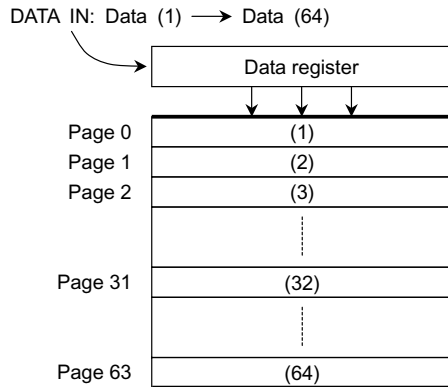 DATA IN: Data (1) → Data (64)
Data register
Page 0 (1)
Page 1 (2)
Page 2 (3)
Page 31 (32)
Page 63 (64)